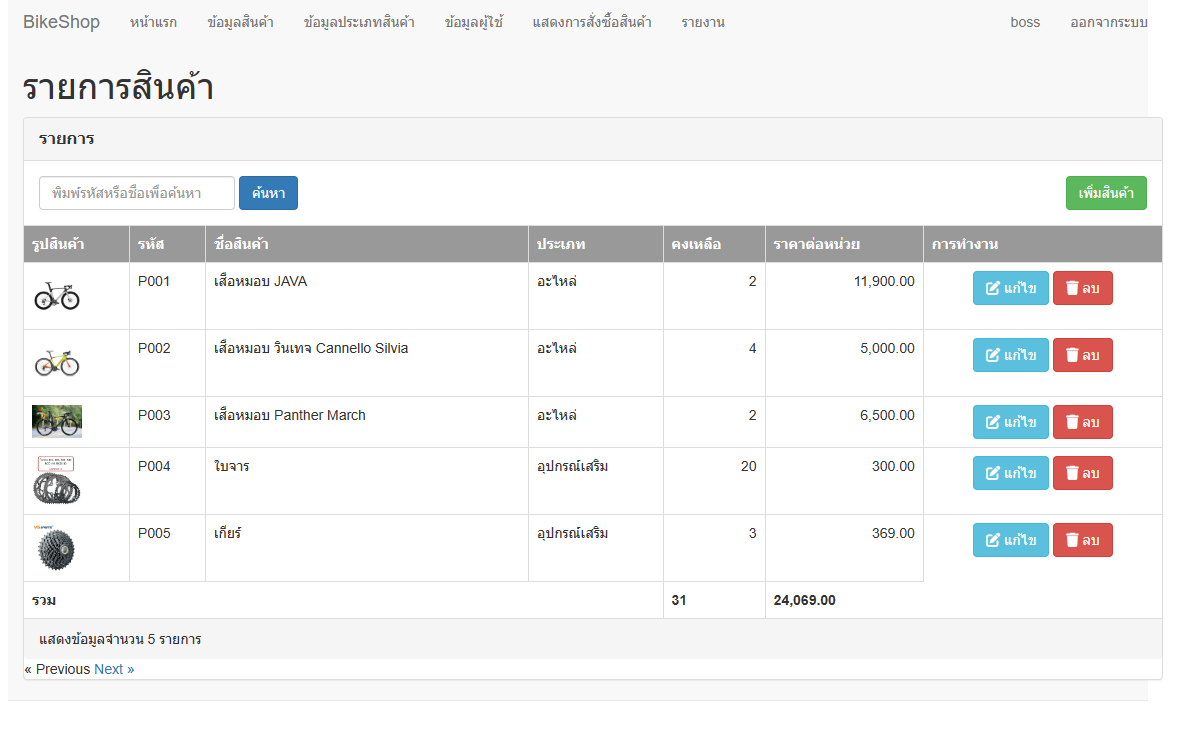 BikeShop หน้าแรก ข้อมูลสินค้า ข้อมูลประเภทสินค้า ข้อมูลผู้ใช้ แสดงการสั่งซื้อสินค้า รายงาน boss ออกจากระบบ
รายการสินค้า
รายการ
พิมพ์รหัสหรือชื่อเพื่อค้นหา ค้นหา เพิ่มสินค้า
รูปสินค้า รหัส ชื่อสินค้า ประเภท คงเหลือ ราคาต่อหน่วย การทำงาน
P001 เสือหมอบ JAVA อะไหล่ 2 11,900.00 แก้ไข ลบ
P002 เสือหมอบ วินเทจ Cannello Silvia อะไหล่ 4 5,000.00 แก้ไข ลบ
P003 เสือหมอบ Panther March อะไหล่ 2 6,500.00 แก้ไข ลบ
P004 ใบจาร อุปกรณ์เสริม 20 300.00 แก้ไข ลบ
P005 เกียร์ อุปกรณ์เสริม 3 369.00 แก้ไข ลบ
รวม 31 24,069.00
แสดงข้อมูลจำนวน 5 รายการ
« Previous Next »